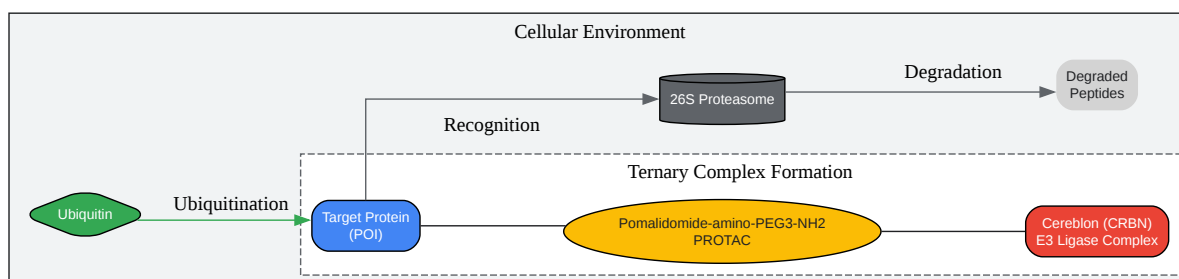 Cellular Environment
Degradation
26S Proteasome
Degraded
Peptides
Recognition
Ternary Complex Formation
Ubiquitin
Ubiquitination
Target Protein
(POI)
Pomalidomide-amino-PEG3-NH2
PROTAC
Cereblon (CRBN)
E3 Ligase Complex